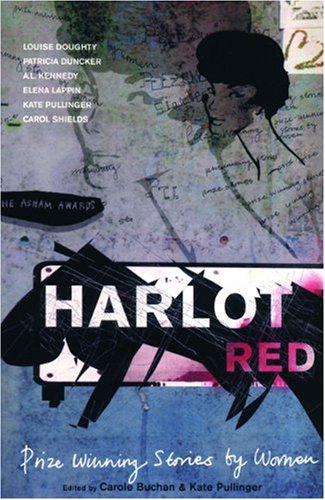 LOUISE DOUGHTY
PATRICIA DUNCKER
A.L. KENNEDY
ELENA LAPPIN
KATE PULLINGER
CAROL SHIELDS
HE ASHAM AWARDS
HARLOT
RED
Prize Winning Stories by Women
Edited by Carole Buchan & Kate Pullinger